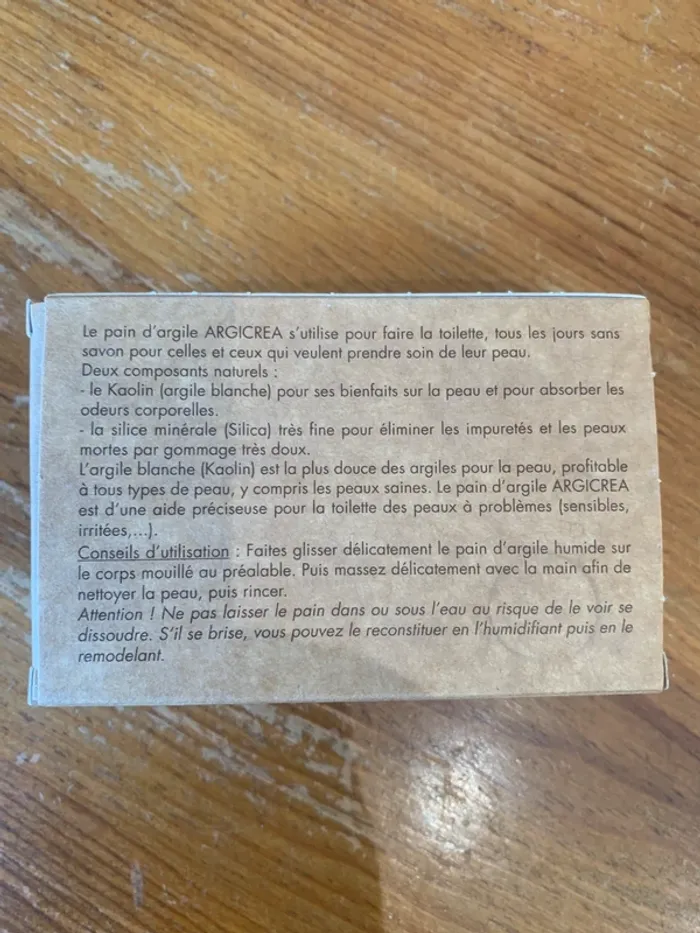 Le pain d'argile ARGICREA s'utilise pour faire la toilette, tous les jours sans
savon pour celles et ceux qui veulent prendre soin de leur peau.
Deux composants naturels :
- le Kaolin (argile blanche) pour ses bienfaits sur la peau et pour absorber les
odeurs corporelles.
- la silice minérale (Silica) très fine pour éliminer les impuretés et les peaux
mortes par gommage très doux.
L'argile blanche (Kaolin) est la plus douce des argiles pour la peau, profitable
à tous types de peau, y compris les peaux saines. Le pain d'argile ARGICREA
est d'une aide préciseuse pour la toilette des peaux à problèmes (sensibles,
irritées,...).
Conseils d'utilisation : Faites glisser délicatement le pain d'argile humide sur
le corps mouillé au préalable. Puis massez délicatement avec la main afin de
nettoyer la peau, puis rincer.
Attention ! Ne pas laisser le pain dans ou sous l'eau au risque de le voir se
dissoudre. S'il se brise, vous pouvez le reconstituer en l'humidifiant puis en le
remodelant.